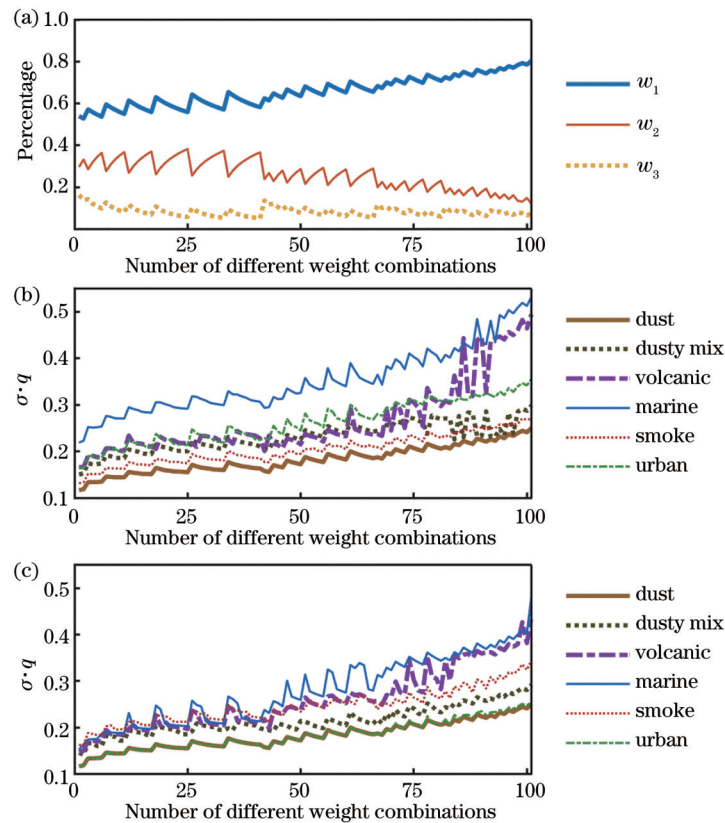 (a)
1.0
0.8
0.6
0.4
0.2
Percentage
0 25 50 75 100
Number of different weight combinations
w1
w2
w3
(b)
0.5
0.4
0.3
0.2
0.1
σ·q
0 25 50 75 100
Number of different weight combinations
dust
dusty mix
volcanic
marine
smoke
urban
(c)
0.5
0.4
0.3
0.2
0.1
σ·q
0 25 50 75 100
Number of different weight combinations
dust
dusty mix
volcanic
marine
smoke
urban